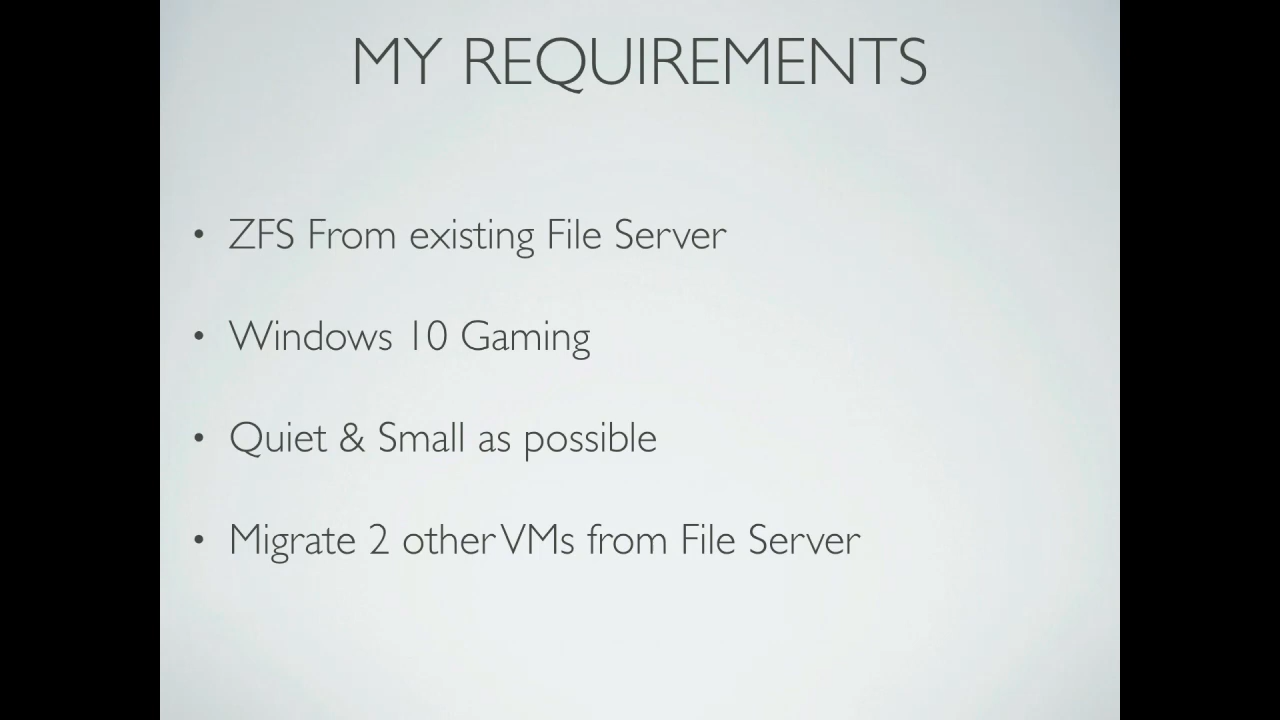 MY REQUIREMENTS
• ZFS From existing File Server
• Windows 10 Gaming
• Quiet & Small as possible
• Migrate 2 other VMs from File Server